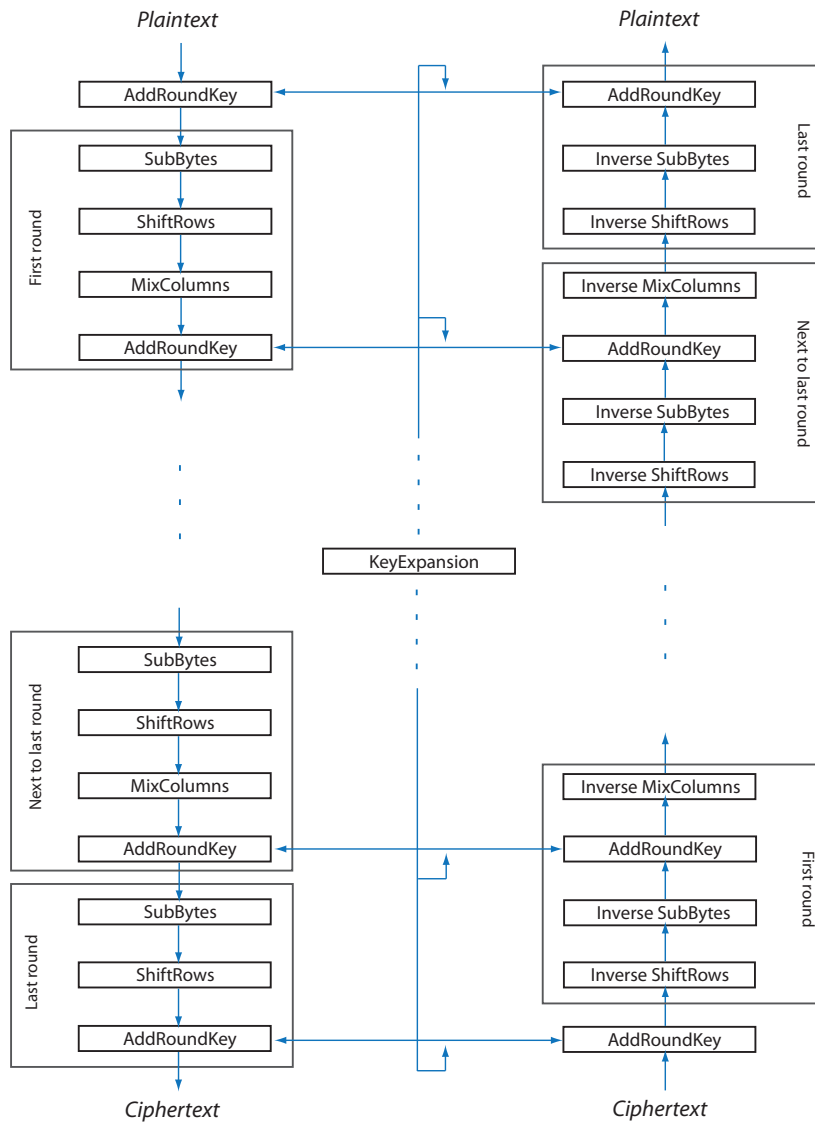 Plaintext
AddRoundKey
First round
SubBytes
ShiftRows
MixColumns
AddRoundKey
Next to last round
SubBytes
ShiftRows
MixColumns
AddRoundKey
Last round
SubBytes
ShiftRows
AddRoundKey
Ciphertext
KeyExpansion
Plaintext
AddRoundKey
Inverse SubBytes
Inverse ShiftRows
Last round
Inverse MixColumns
AddRoundKey
Inverse SubBytes
Inverse ShiftRows
Next to last round
Inverse MixColumns
AddRoundKey
Inverse SubBytes
Inverse ShiftRows
First round
AddRoundKey
Ciphertext